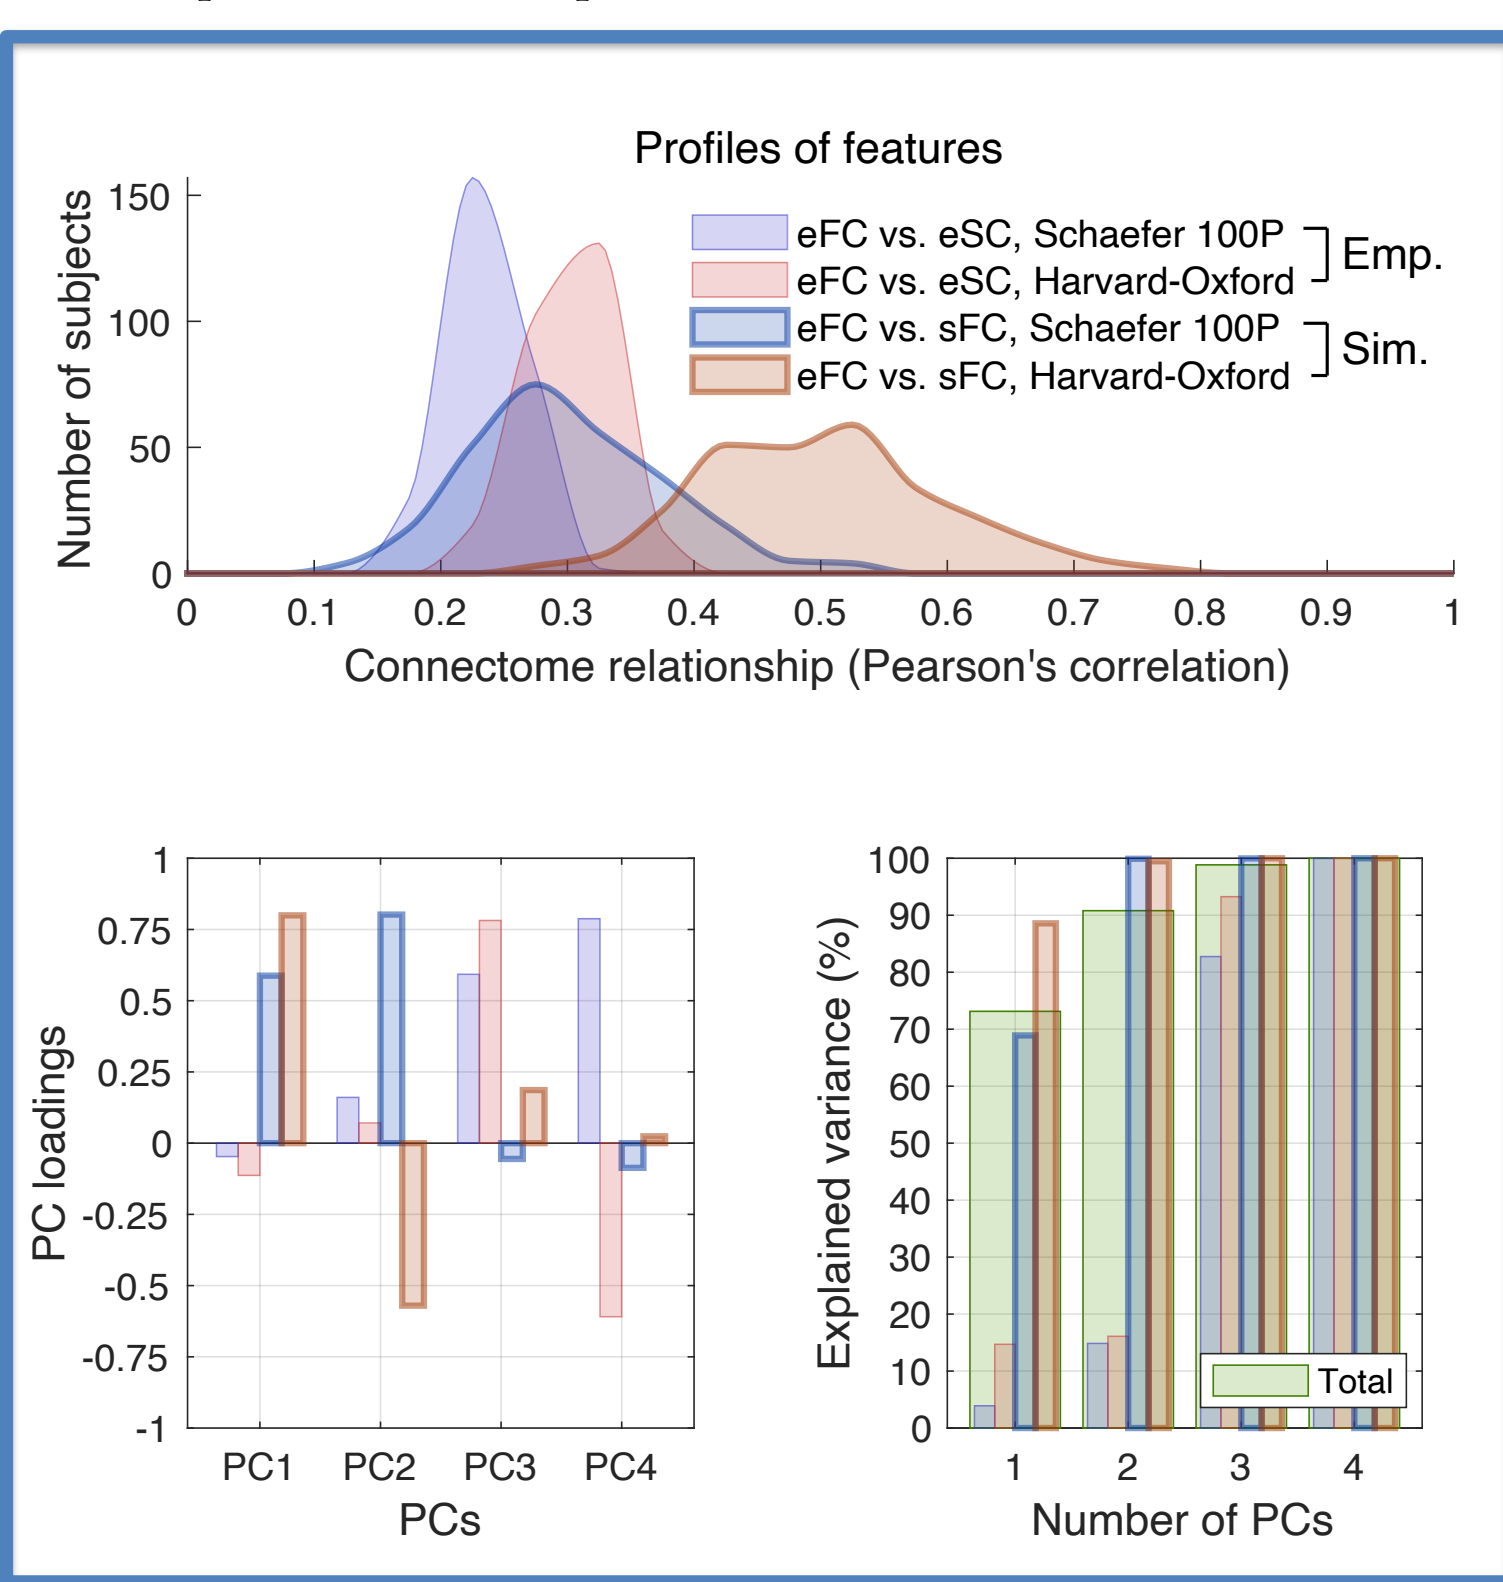 Profiles of features
Number of subjects
150
100
50
0
eFC vs. eSC, Schaefer 100P
eFC vs. eSC, Harvard-Oxford
Emp.
eFC vs. sFC, Schaefer 100P
eFC vs. sFC, Harvard-Oxford
Sim.
0 0.1 0.2 0.3 0.4 0.5 0.6 0.7 0.8 0.9 1
Connectome relationship (Pearson's correlation)
PC loadings
1
0.75
0.5
0.25
0
-0.25
-0.5
-0.75
-1
PC1 PC2 PC3 PC4
PCs
Explained variance (%)
100
90
80
70
60
50
40
30
20
10
0
Total
1 2 3 4
Number of PCs